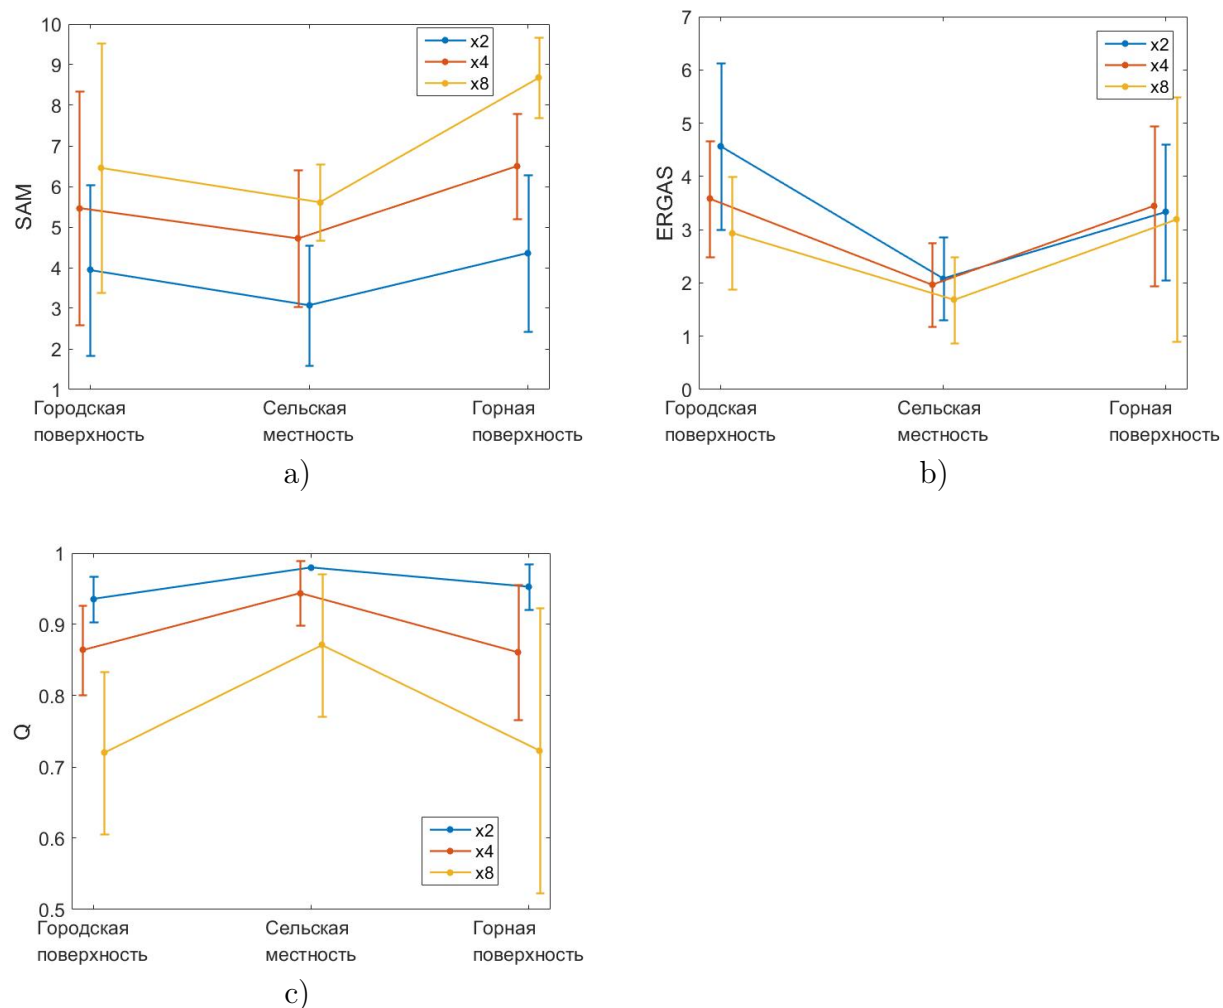 10
9
8
7
6
5
4
3
2
1
SAM
x2
x4
x8
Городская
поверхность
Сельская
местность
Горная
поверхность
a)
7
6
5
4
3
2
1
0
ERGAS
x2
x4
x8
Городская
поверхность
Сельская
местность
Горная
поверхность
b)
1
0.9
0.8
0.7
0.6
0.5
Q
x2
x4
x8
Городская
поверхность
Сельская
местность
Горная
поверхность
c)